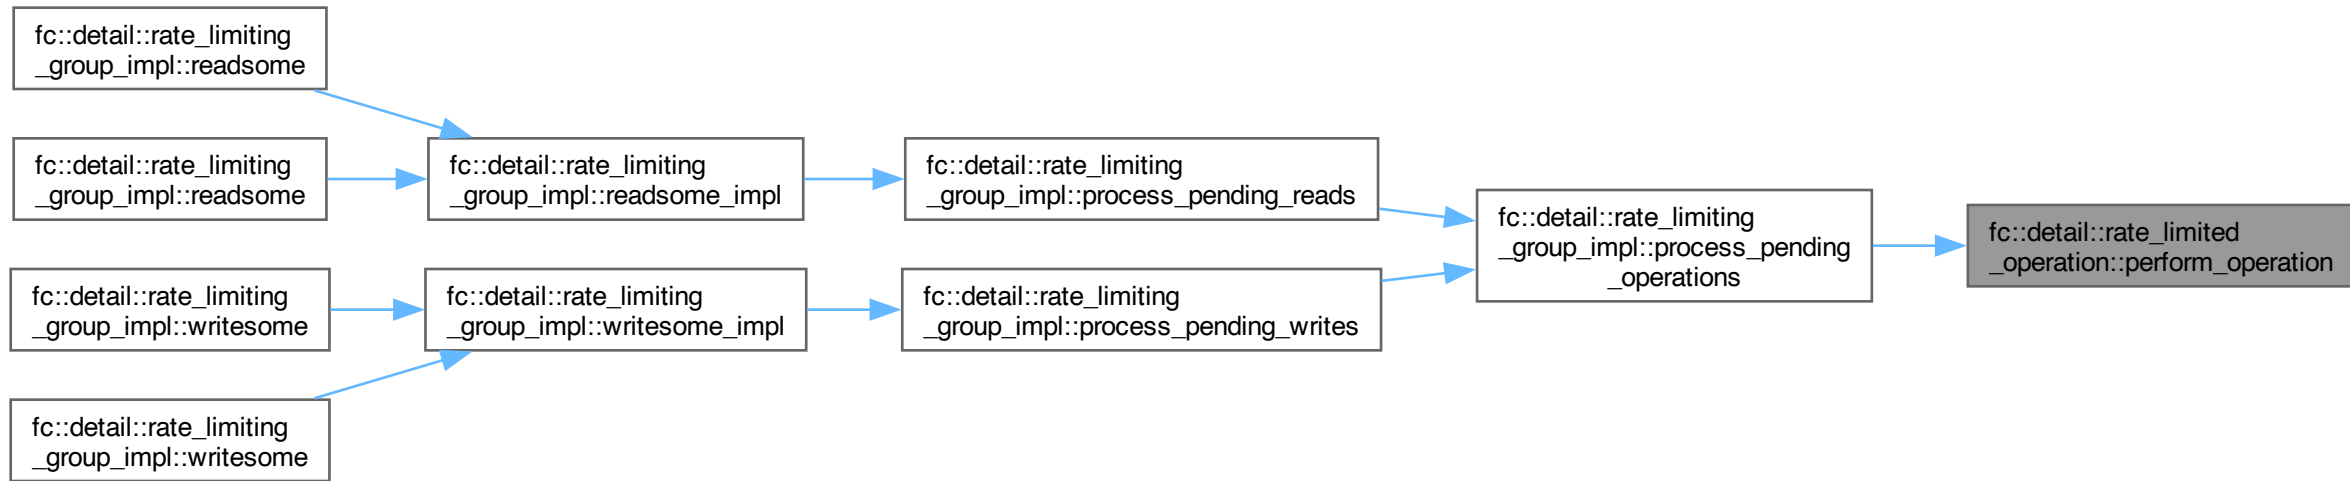 fc::detail::rate_limiting
_group_impl::readsome
fc::detail::rate_limiting
_group_impl::readsome
fc::detail::rate_limiting
_group_impl::writesome
fc::detail::rate_limiting
_group_impl::writesome
fc::detail::rate_limiting
_group_impl::readsome_impl
fc::detail::rate_limiting
_group_impl::writesome_impl
fc::detail::rate_limiting
_group_impl::process_pending_reads
fc::detail::rate_limiting
_group_impl::process_pending_writes
fc::detail::rate_limiting
_group_impl::process_pending
_operations
fc::detail::rate_limited
_operation::perform_operation